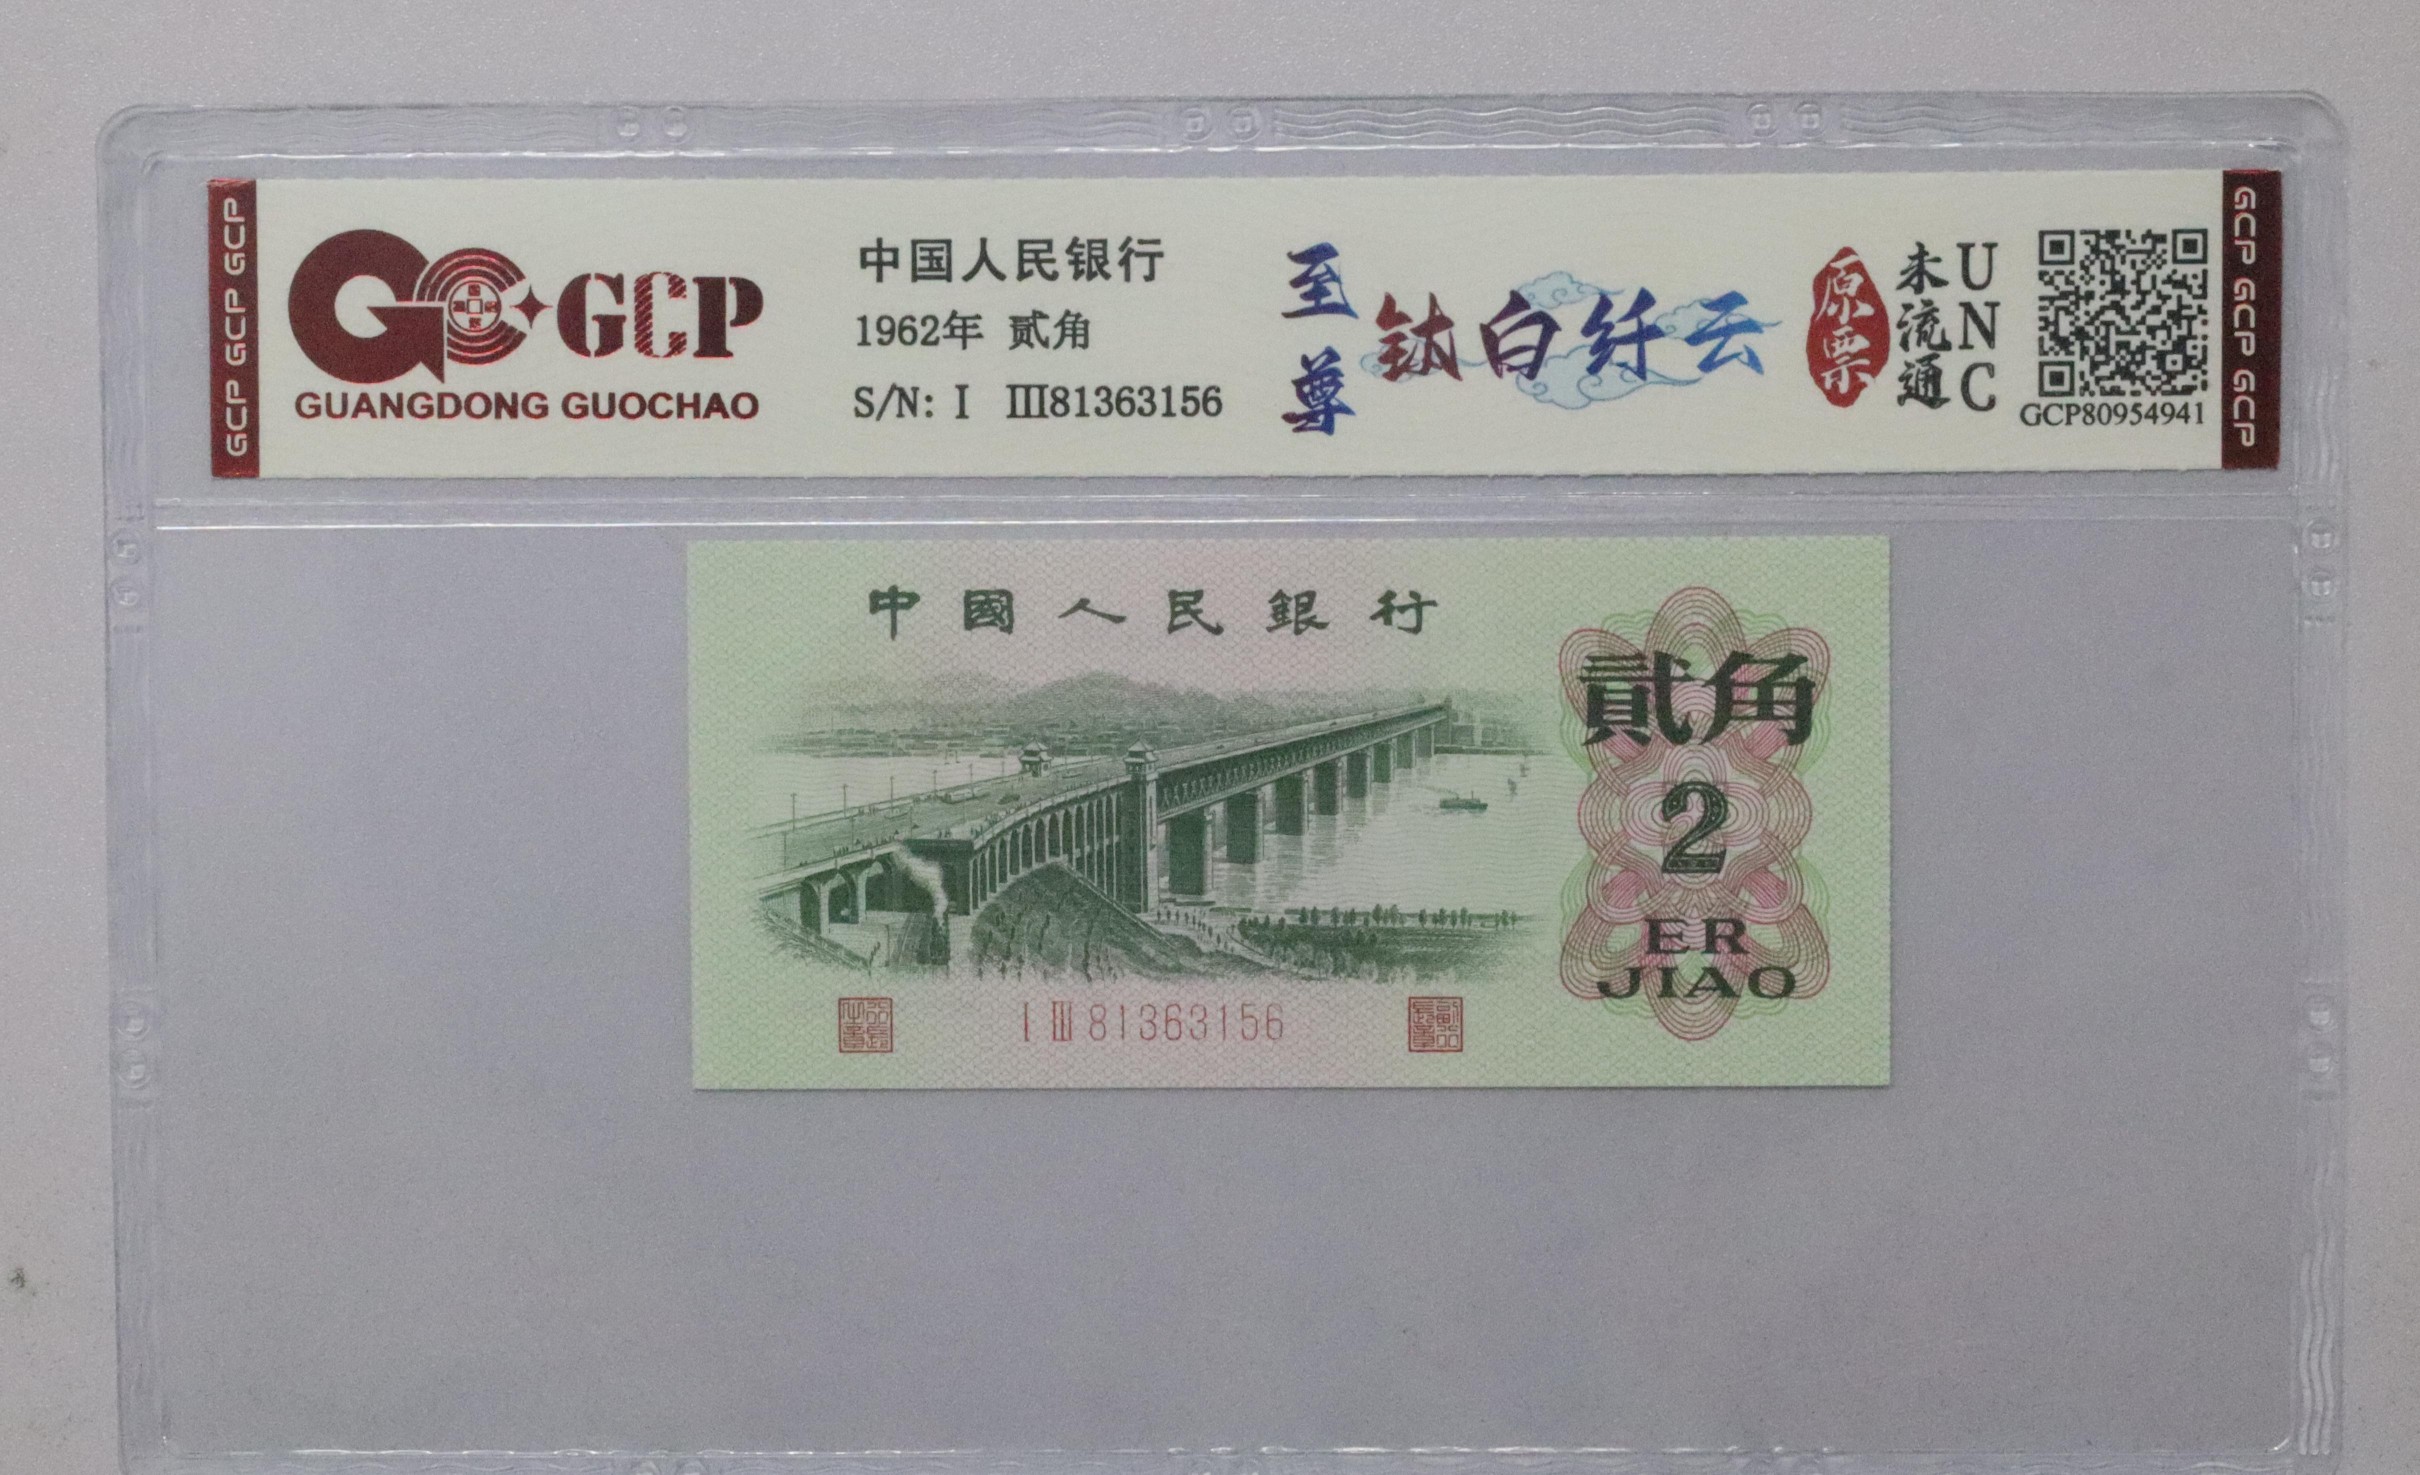 GCP GCP GCP
GCP
GUANGDONG GUOCHAO
中国人民银行
1962年 贰角
S/N: I III81363156
至尊
钛白纤云
原票
未流通
UNC
GCP80954941
GCP GCP GCP
中國人民銀行
貳角
2
ER
JIAO
I III 81363156